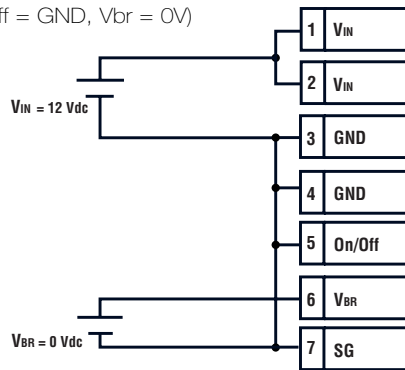 ff = GND, Vbr = 0V)
1 VIN
2 VIN
VIN = 12 Vdc
3 GND
4 GND
5 On/Off
6 VBR
VBR = 0 Vdc
7 SG